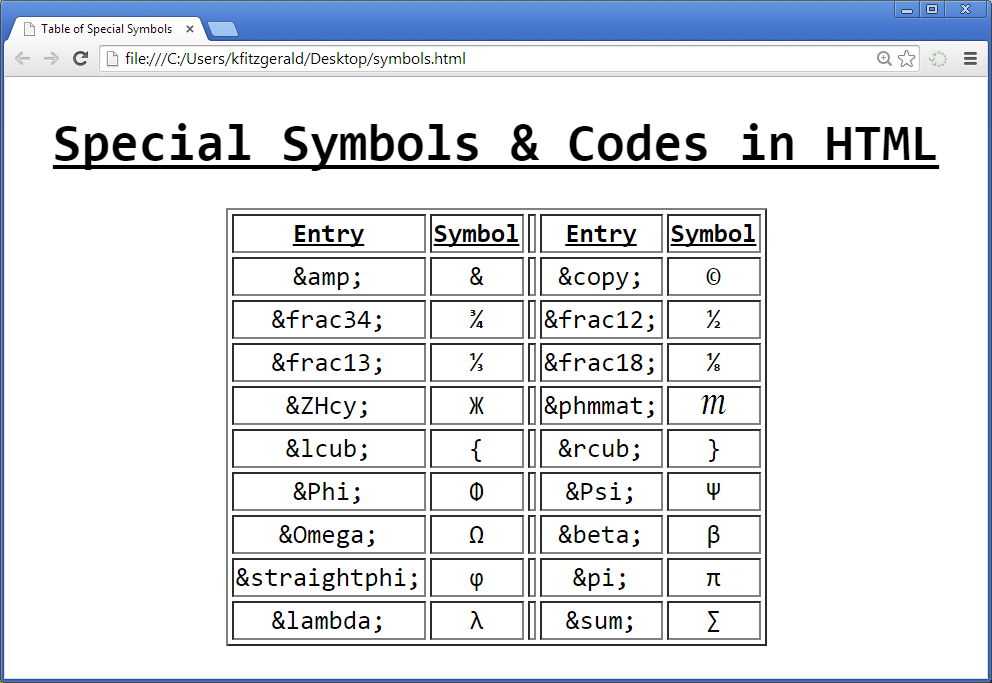 Table of Special Symbols
file:///C:/Users/kfitzgerald/Desktop/symbols.html
Special Symbols & Codes in HTML
Entry Symbol Entry Symbol
&amp; & &copy; ©
&frac34; ¾ &frac12; ½
&frac13; ⅓ &frac18; ⅛
&ZHcy; Ж &phmmat; ℳ
&lcub; { &rcub; }
&Phi; Φ &Psi; Ψ
&Omega; Ω &beta; β
&straightphi; φ &pi; π
&lambda; λ &sum; ∑